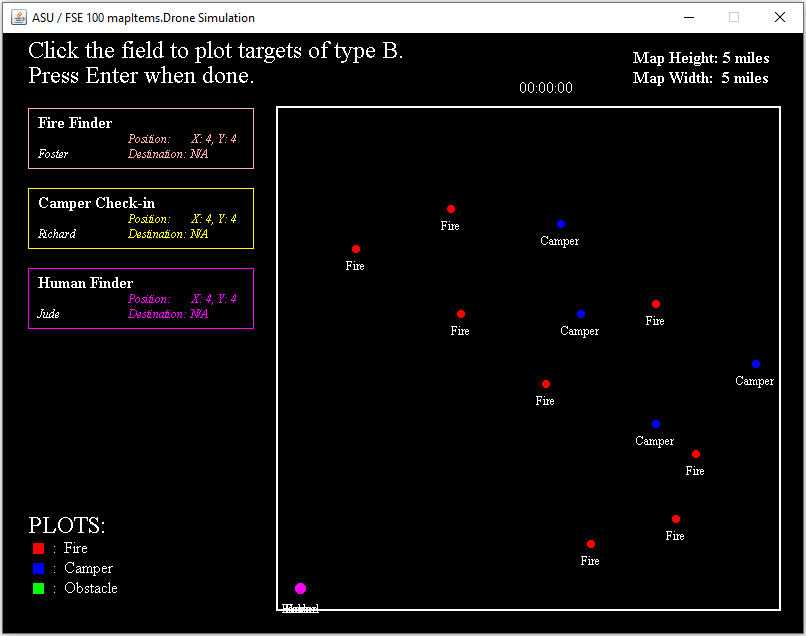 ASU / FSE 100 mapItems.Drone Simulation
Click the field to plot targets of type B.
Press Enter when done.
Map Height: 5 miles
Map Width: 5 miles
00:00:00
Fire Finder
Position: X: 4, Y: 4
Foster Destination: N/A
Camper Check-in
Position: X: 4, Y: 4
Richard Destination: N/A
Human Finder
Position: X: 4, Y: 4
Jude Destination: N/A
Fire
Camper
Fire
Fire
Camper
Fire
Camper
Fire
Camper
Fire
Fire
Fire
PLOTS:
: Fire
: Camper
: Obstacle